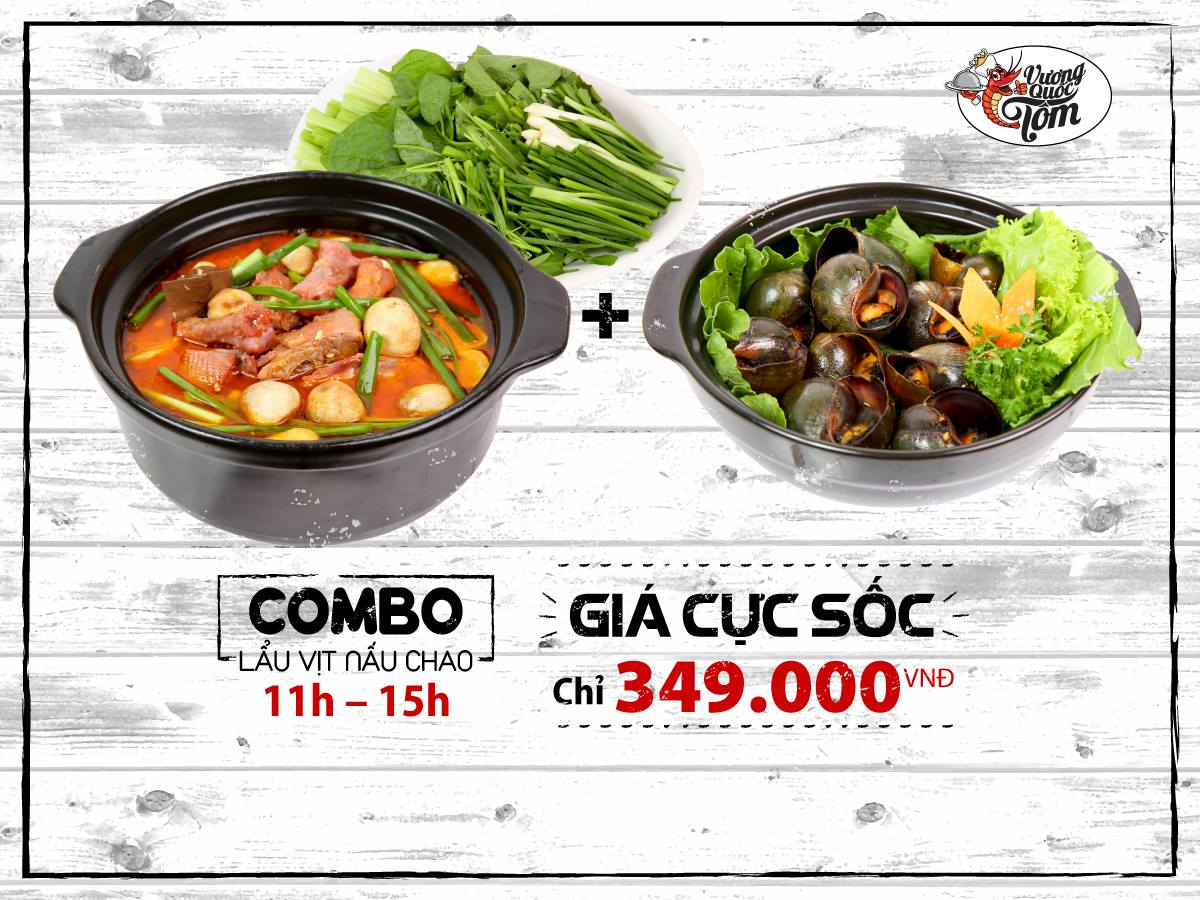 Vương
Quốc
Tôm
COMBO
LẨU VỊT NẤU CHAO
11h – 15h
GIÁ CỰC SỐC
Chỉ 349.000 VNĐ